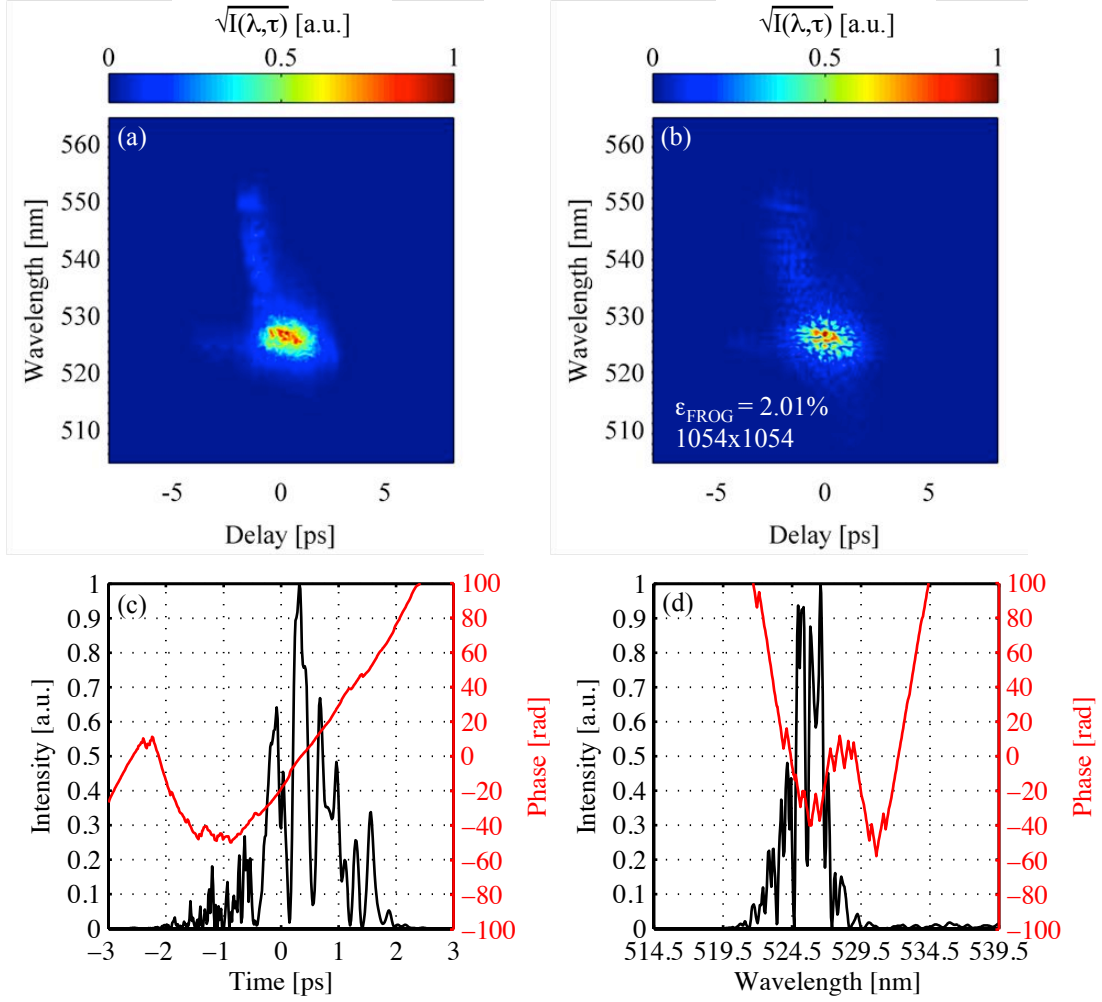 √I(λ,τ) [a.u.]
0 0.5 1
(a)
Wavelength [nm]
560
550
540
530
520
510
-5 0 5
Delay [ps]
√I(λ,τ) [a.u.]
0 0.5 1
(b)
Wavelength [nm]
560
550
540
530
520
510
εFROG = 2.01%
1054x1054
-5 0 5
Delay [ps]
(c)
Intensity [a.u.]
1
0.9
0.8
0.7
0.6
0.5
0.4
0.3
0.2
0.1
0
−3 −2 −1 0 1 2 3
Time [ps]
100
80
60
40
20
0
−20
−40
−60
−80
−100
Phase [rad]
(d)
Intensity [a.u.]
1
0.9
0.8
0.7
0.6
0.5
0.4
0.3
0.2
0.1
0
514.5 519.5 524.5 529.5 534.5 539.5
Wavelength [nm]
100
80
60
40
20
0
−20
−40
−60
−80
−100
Phase [rad]